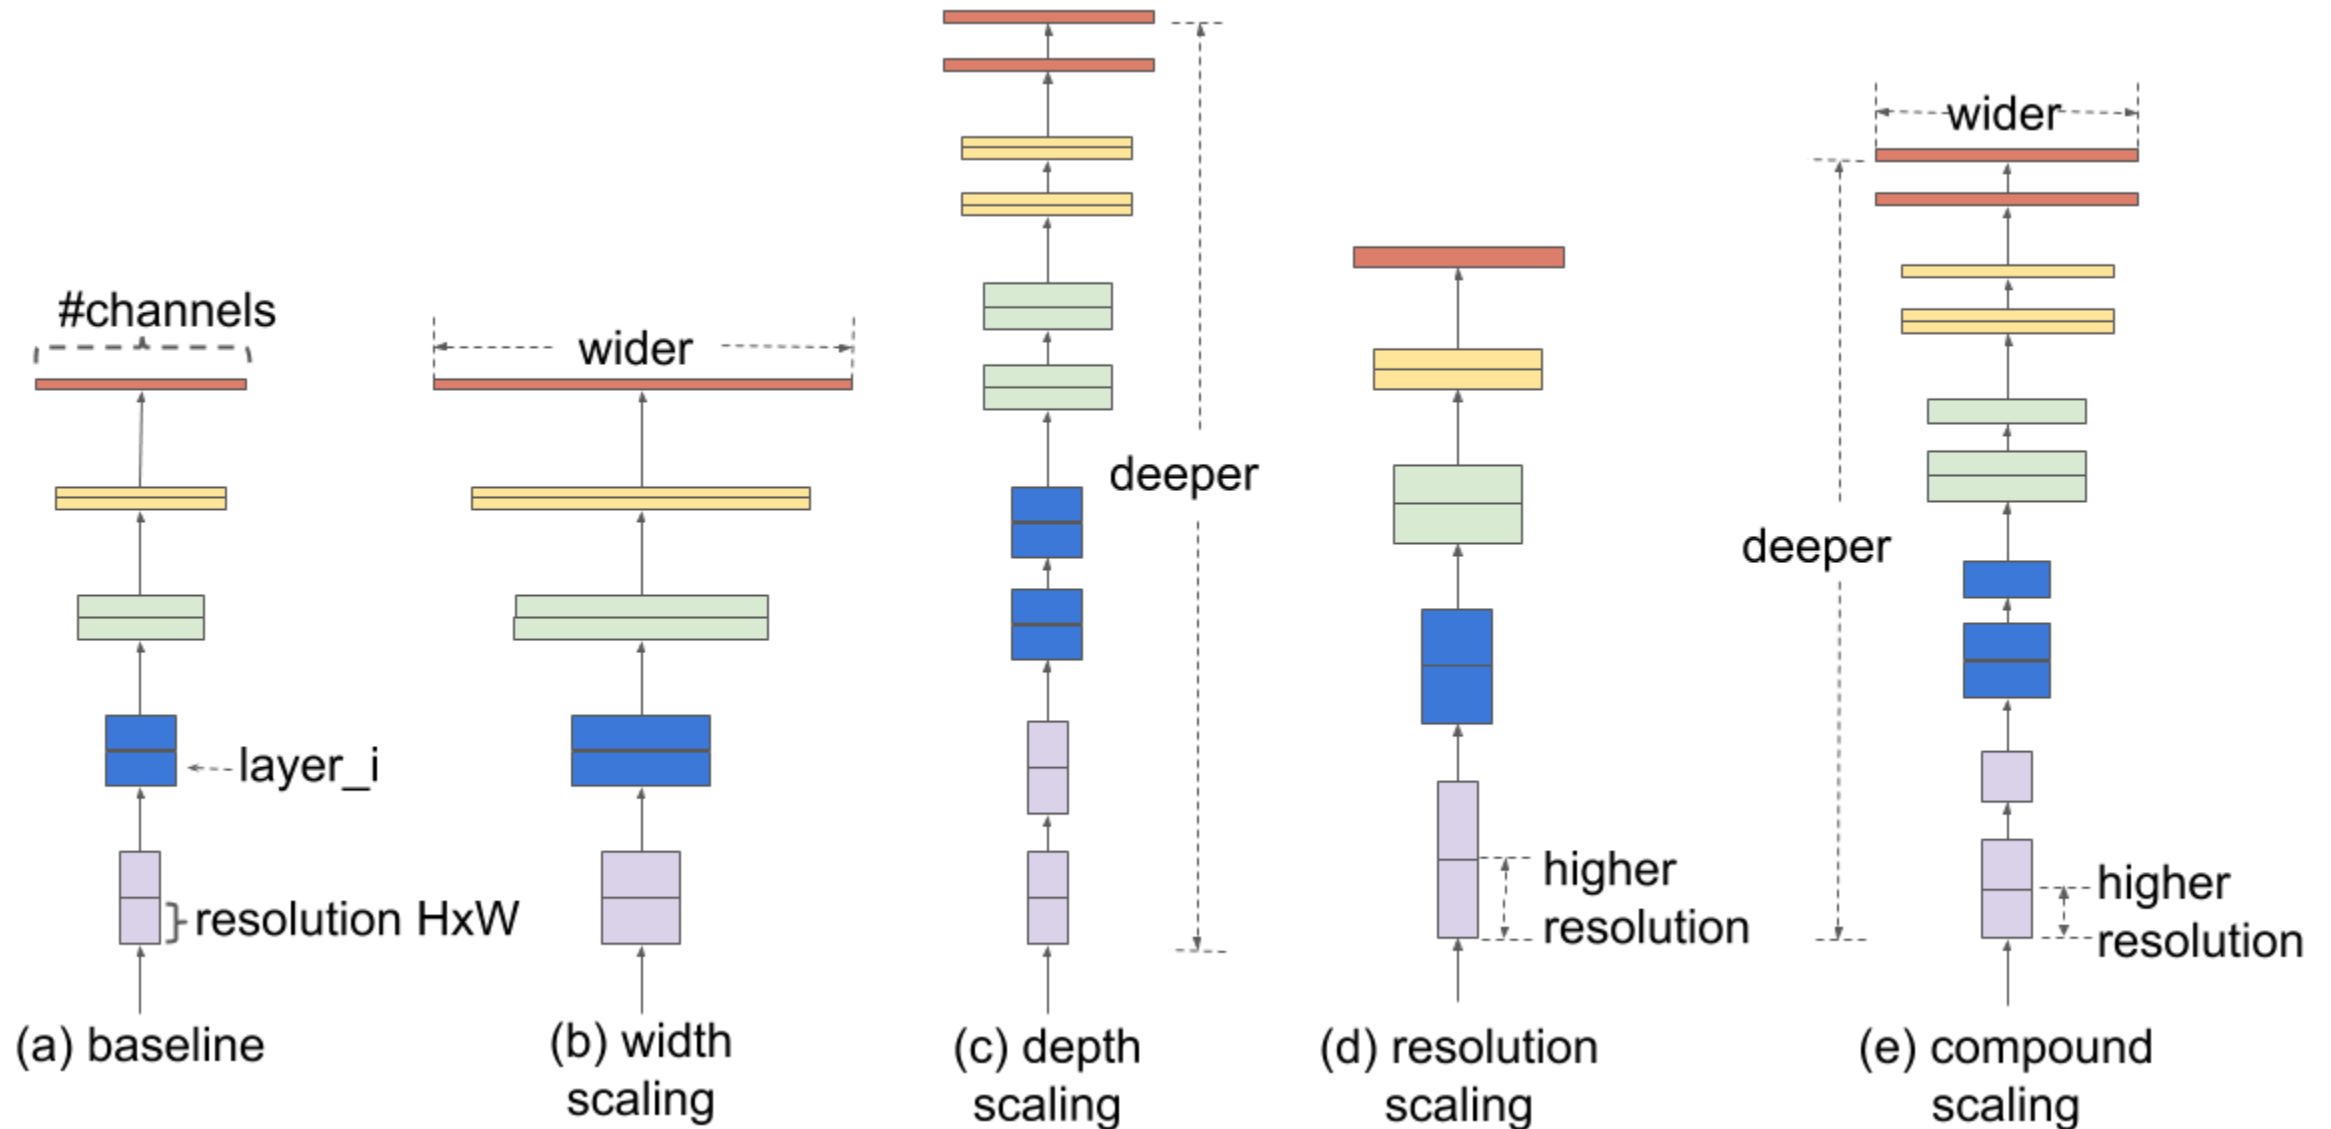 #channels
layer_i
resolution HxW
(a) baseline
wider
(b) width
scaling
deeper
(c) depth
scaling
higher
resolution
(d) resolution
scaling
wider
deeper
higher
resolution
(e) compound
scaling